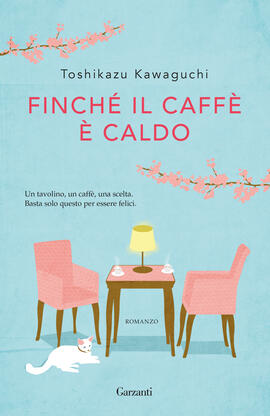 Toshikazu Kawaguchi
FINCHÉ IL CAFFÈ
È CALDO
Un tavolino, un caffè, una scelta.
Basta solo questo per essere felici.
ROMANZO
Garzanti